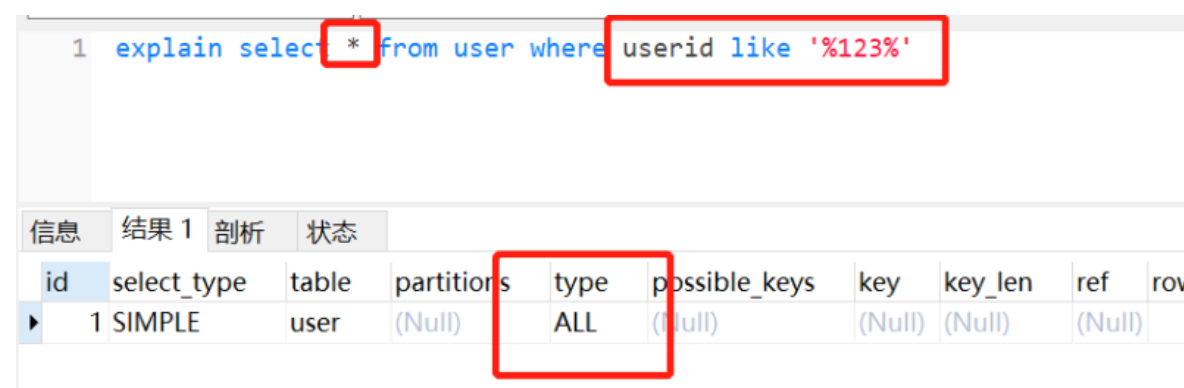 1 explain select * from user where userid like '%123%'
信息 结果 1 剖析 状态
id select_type table partitions type possible_keys key key_len ref
1 SIMPLE user (Null) ALL (Null) (Null) (Null) (Null)